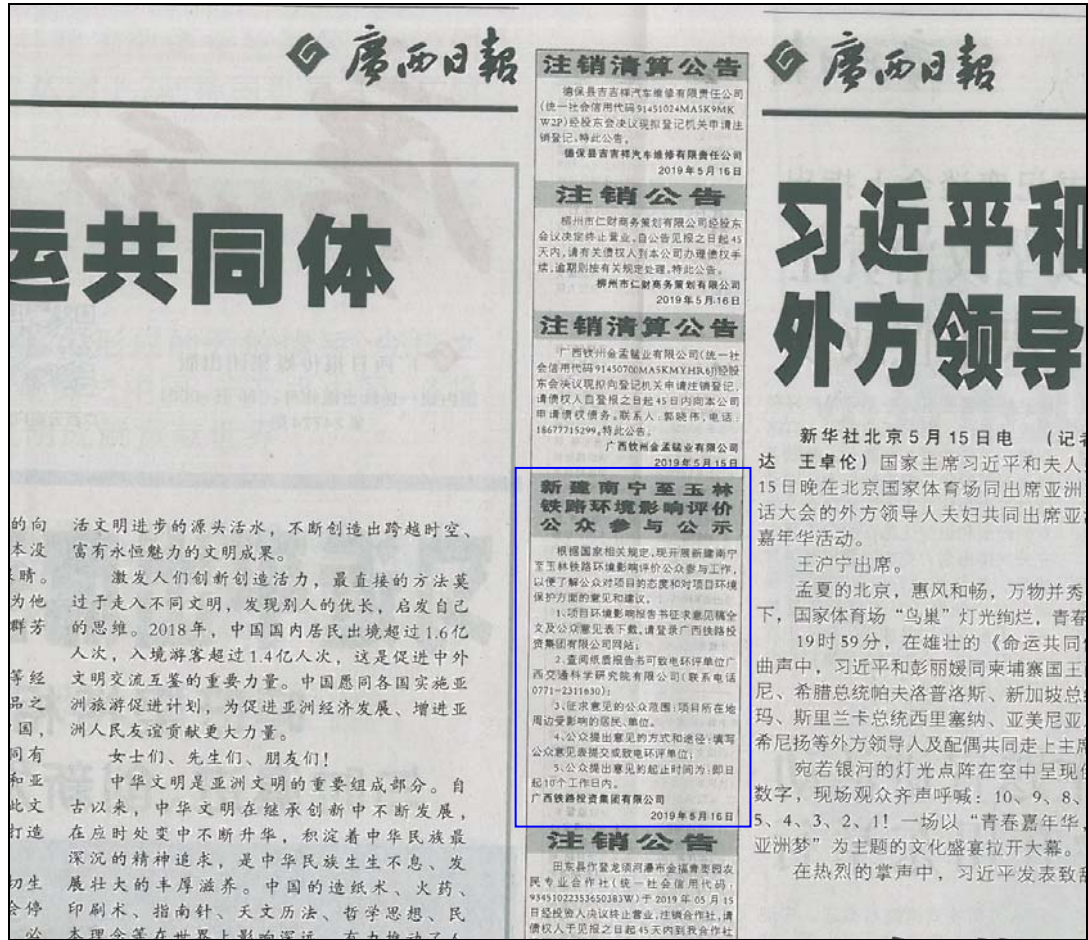 廣西日報
运共同体
的向
本没
为他
群芳
等经
品之
国,
同有
和亚
此文
打造
切生
会停
活文明进步的源头活水,不断创造出跨越时空、
富有永恒魅力的文明成果。
激发人们创新创造活力,最直接的方法莫
过于走入不同文明,发现别人的优长,启发自己
的思维。2018年,中国国内居民出境超过1.6亿
人次,入境游客超过1.4亿人次,这是促进中外
文明交流互鉴的重要力量。中国愿同各国实施亚
洲旅游促进计划,为促进亚洲经济发展、增进亚
洲人民友谊贡献更大力量。
女士们、先生们、朋友们!
中华文明是亚洲文明的重要组成部分。自
古以来,中华文明在继承创新中不断发展,
在应时处变中不断升华,积淀着中华民族最
深沉的精神追求,是中华民族生生不息、发
展壮大的丰厚滋养。中国的造纸术、火药、
印刷术、指南针、天文历法、哲学思想、民
本理念等在世界上影响深远,有力推动了人
注销清算公告
德保县吉吉祥汽车维修有限责任公司
(统一社会信用代码91451024MA5K9MK
W2P)经股东会决议现拟登记机关申请注
销登记,特此公告。
德保县吉吉祥汽车维修有限责任公司
2019年5月16日
注销公告
柳州市仁财商务策划有限公司经股东
会议决定终止营业,自公告见报之日起45
天内,请有关债权人到本公司办理债权手
续,逾期则按有关规定处理,特此公告。
柳州市仁财商务策划有限公司
2019年5月16日
注销清算公告
广西钦州金孟锰业有限公司(统一社
会信用代码91450700MA5KMYHR6J)经股
东会决议现拟向登记机关申请注销登记,
请债权人自登报之日起45日内向本公司
申请债权债务,联系人:郭晓伟,电话:
18677715299,特此公告。
广西钦州金孟锰业有限公司
2019年5月15日
新建南宁至玉林
铁路环境影响评价
公众参与公示
根据国家相关规定,现开展新建南宁
至玉林铁路环境影响评价公众参与工作,
以便了解公众对项目的态度和对项目环境
保护方面的意见和建议。
1.项目环境影响报告书征求意见稿全
文及公众意见表下载,请登录广西铁路投
资集团有限公司网站;
2.查阅纸质报告书可致电环评单位广
西交通科学研究院有限公司(联系电话
0771-2311630);
3.征求意见的公众范围:项目所在地
周边受影响的居民、单位。
4.公众提出意见的方式和途径:填写
公众意见表提交或致电环评单位;
5.公众提出意见的起止时间为:即日
起10个工作日内。
广西铁路投资集团有限公司
2019年5月16日
注销公告
田东县作登龙须河瀑布金福青枣园农
民专业合作社(统一社会信用代码:
93451022353650383W)于2019年05月15
日经投资人决议终止营业,注销合作社,请
债权人于见报之日起45天内到我合作社
廣西日報
习近平和
外方领导
新华社北京5月15日电 (记者
达 王卓伦)国家主席习近平和夫人
15日晚在北京国家体育场同出席亚洲
话大会的外方领导人夫妇共同出席亚
嘉年华活动。
王沪宁出席。
孟夏的北京,惠风和畅,万物并秀
下,国家体育场“鸟巢”灯光绚烂,青春
19时59分,在雄壮的《命运共同
曲声中,习近平和彭丽媛同柬埔寨国王
尼、希腊总统帕夫洛普洛斯、新加坡总
玛、斯里兰卡总统西里塞纳、亚美尼亚
希尼扬等外方领导人及配偶共同走上主席
宛若银河的灯光点阵在空中呈现
数字,现场观众齐声呼喊:10、9、8、
5、4、3、2、1!一场以“青春嘉年华
亚洲梦”为主题的文化盛宴拉开大幕。
在热烈的掌声中,习近平发表致